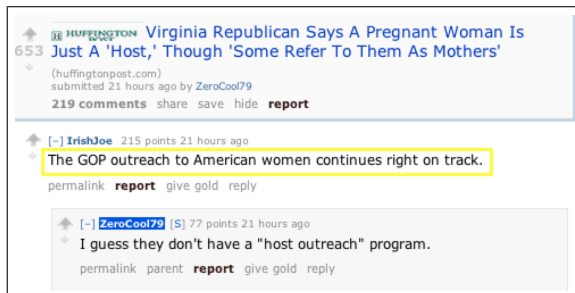 HUFFINGTON Virginia Republican Says A Pregnant Woman Is
653 Just A 'Host,' Though 'Some Refer To Them As Mothers'
(huffingtonpost.com)
submitted 21 hours ago by ZeroCool79
219 comments share save hide report
[–] IrishJoe 215 points 21 hours ago
The GOP outreach to American women continues right on track.
permalink report give gold reply
[–] ZeroCool79 [S] 77 points 21 hours ago
I guess they don't have a "host outreach" program.
permalink parent report give gold reply